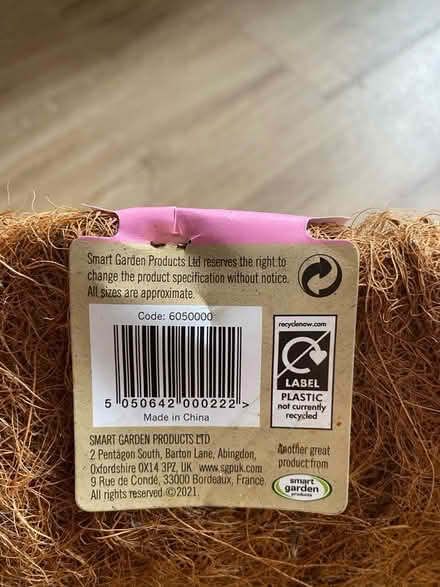 Smart Garden Products Ltd reserves the right to
change the product specification without notice.
All sizes are approximate.
Code: 6050000
5 050642 000222 >
Made in China
recyclenow.com
LABEL
PLASTIC
not currently
recycled
SMART GARDEN PRODUCTS LTD
2 Pentagon South, Barton Lane, Abingdon,
Oxfordshire OX14 3PZ, UK www.sgpuk.com
9 Rue de Condé, 33000 Bordeaux, France
All rights reserved ©2021.
Another great
product from
smart
garden
products